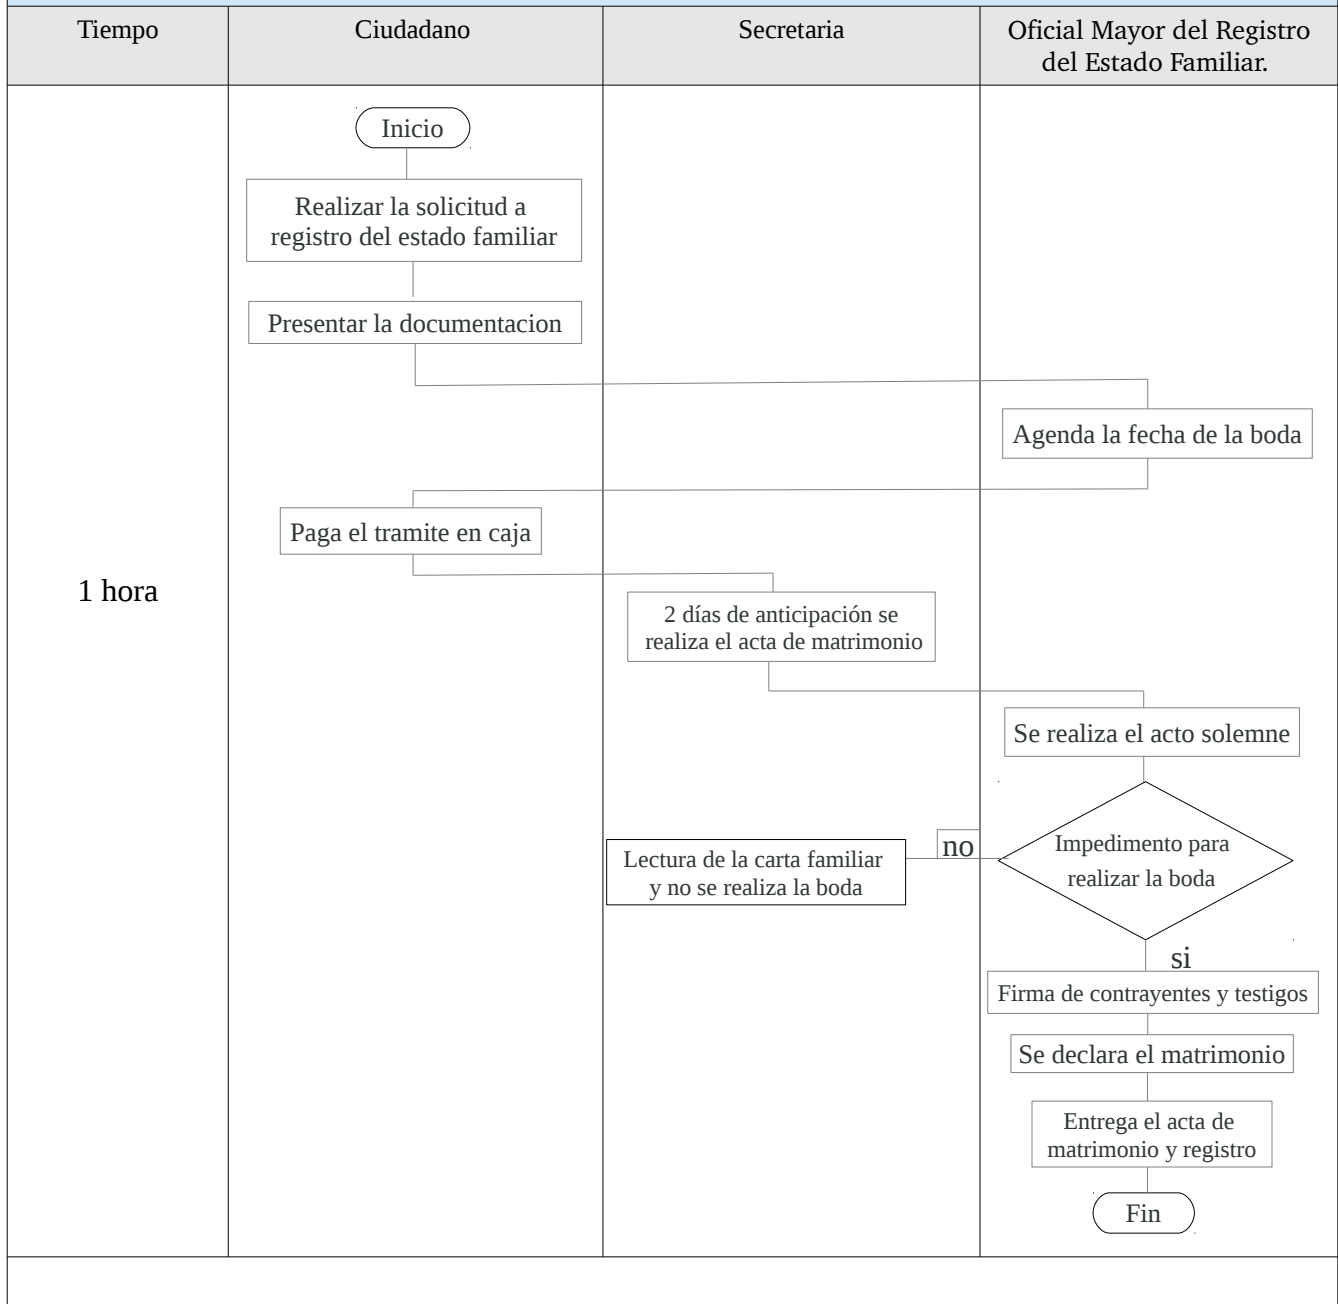 Tiempo
Ciudadano
Secretaria
Oficial Mayor del Registro
del Estado Familiar.
Inicio
Realizar la solicitud a
registro del estado familiar
Presentar la documentacion
Agenda la fecha de la boda
Paga el tramite en caja
1 hora
2 días de anticipación se
realiza el acta de matrimonio
Se realiza el acto solemne
Impedimento para
realizar la boda
no
Lectura de la carta familiar
y no se realiza la boda
si
Firma de contrayentes y testigos
Se declara el matrimonio
Entrega el acta de
matrimonio y registro
Fin